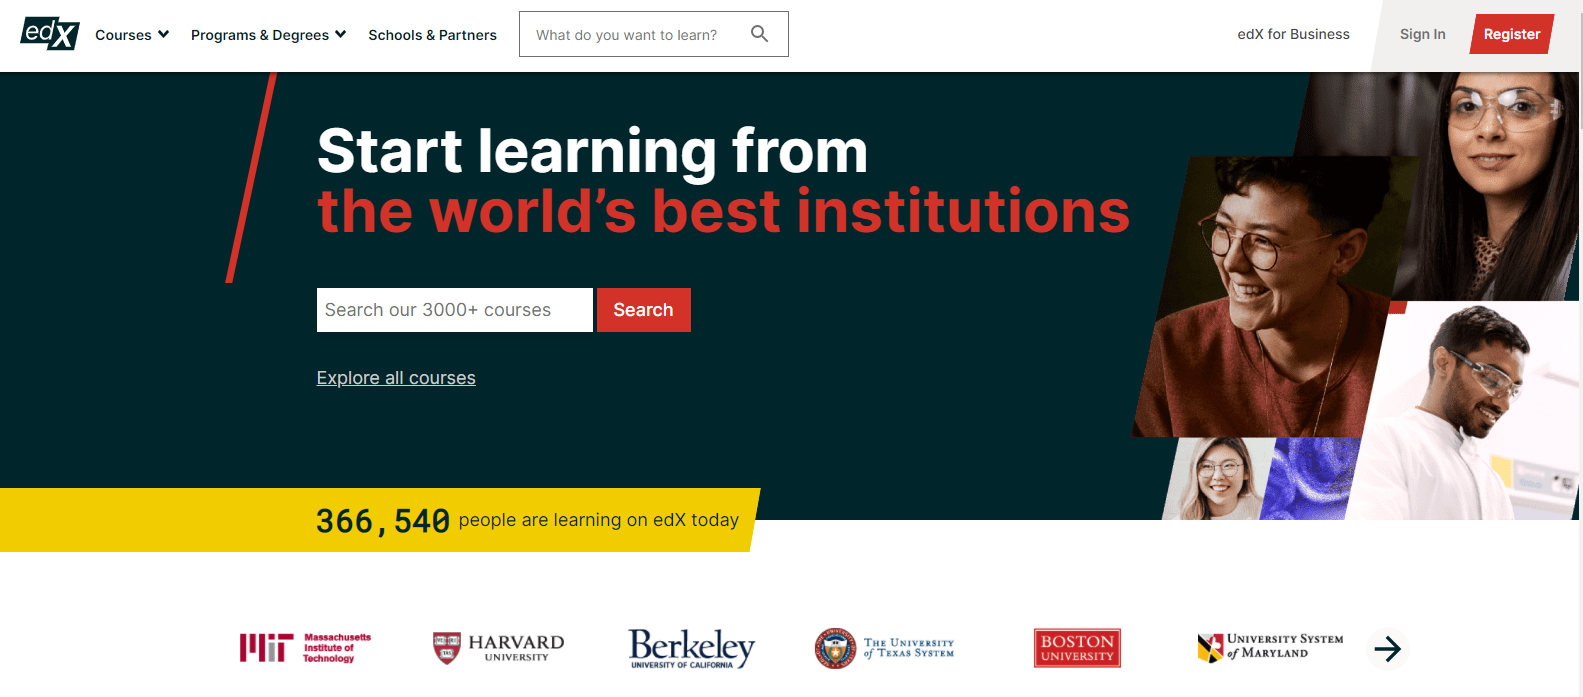 edX
Courses
Programs & Degrees
Schools & Partners
What do you want to learn?
edX for Business
Sign In
Register
Start learning from
the world’s best institutions
Search our 3000+ courses
Search
Explore all courses
366,540 people are learning on edX today
MIT
Massachusetts
Institute of
Technology
HARVARD
UNIVERSITY
Berkeley
UNIVERSITY OF CALIFORNIA
THE UNIVERSITY
of TEXAS SYSTEM
BOSTON
UNIVERSITY
UNIVERSITY SYSTEM
of MARYLAND